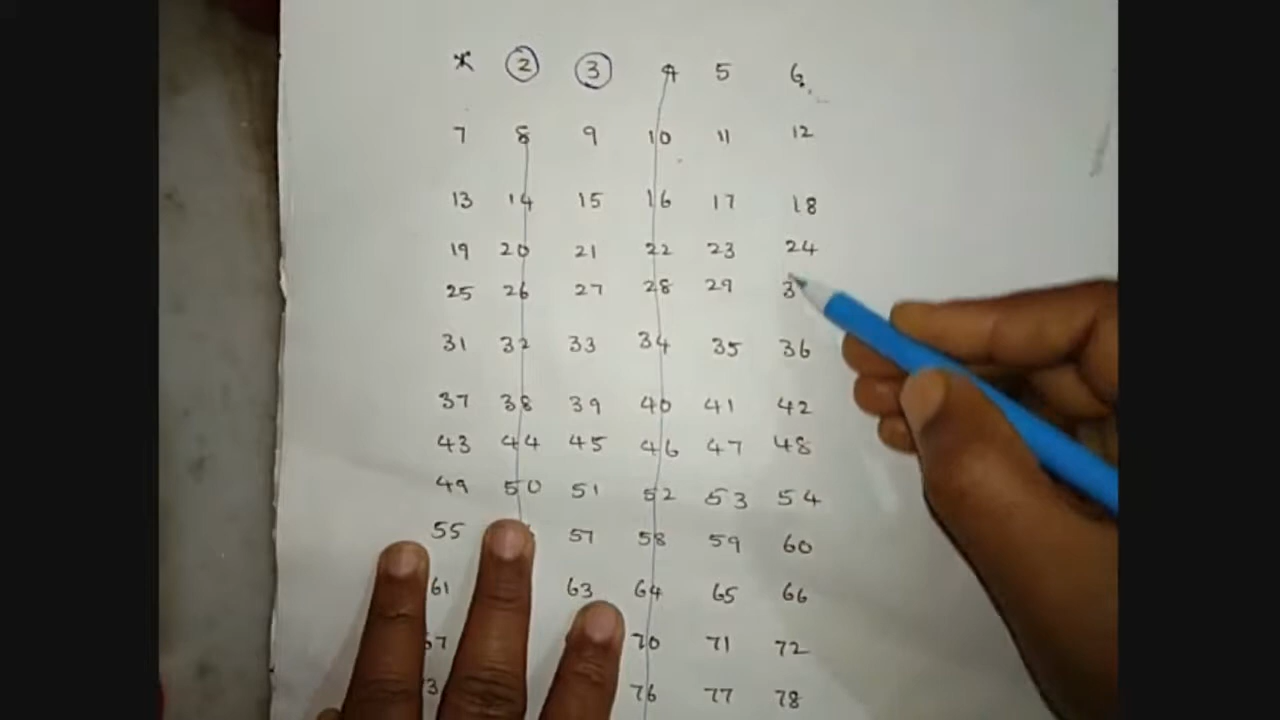 2 3 4 5 6
7 8 9 10 11 12
13 14 15 16 17 18
19 20 21 22 23 24
25 26 27 28 29
31 32 33 34 35 36
37 38 39 40 41 42
43 44 45 46 47 48
49 50 51 52 53 54
55 57 58 59 60
61 63 64 65 66
70 71 72
76 77 78